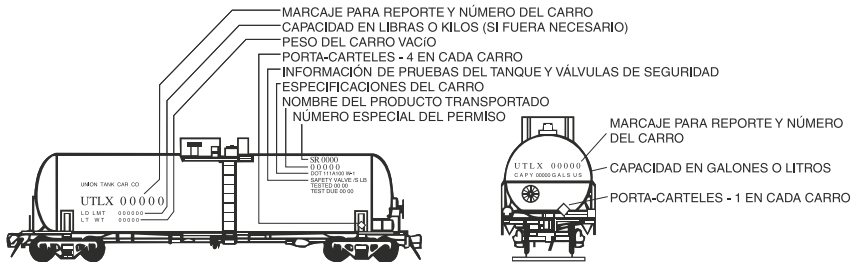 MARCAJE PARA REPORTE Y NÚMERO DEL CARRO
CAPACIDAD EN LIBRAS O KILOS (SI FUERA NECESARIO)
PESO DEL CARRO VACíO
PORTA-CARTELES - 4 EN CADA CARRO
INFORMACIÓN DE PRUEBAS DEL TANQUE Y VÁLVULAS DE SEGURIDAD
ESPECIFICACIONES DEL CARRO
NOMBRE DEL PRODUCTO TRANSPORTADO
NÚMERO ESPECIAL DEL PERMISO
SR 0000
00000
DOT 111A100 W-1
SAFETY VALVE /S LB
TESTED 00 00
TEST DUE 00 00
UNION TANK CAR CO
UTLX 00000
LD LMT 000000
LT WT 00000
MARCAJE PARA REPORTE Y NÚMERO
DEL CARRO
UTLX 00000
CAPY 00000 GALS US
CAPACIDAD EN GALONES O LITROS
PORTA-CARTELES - 1 EN CADA CARRO